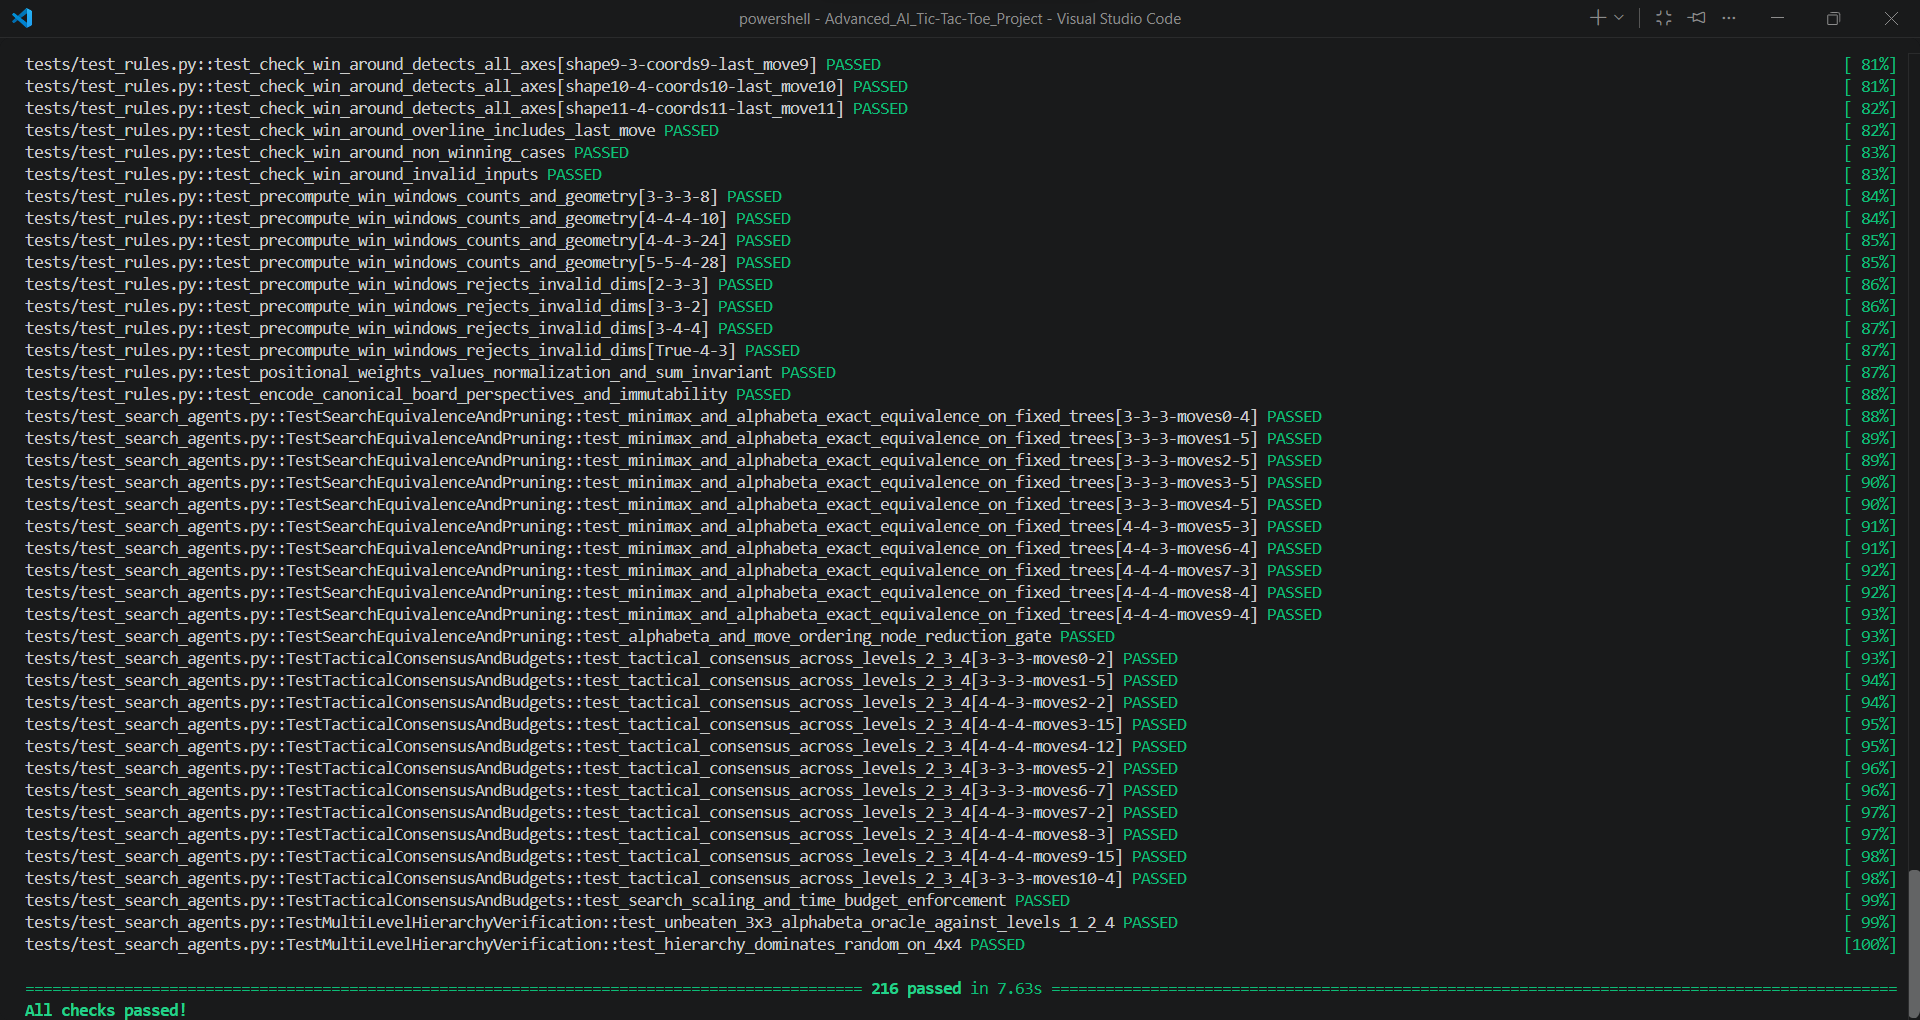 powershell - Advanced_AI_Tic-Tac-Toe_Project - Visual Studio Code
tests/test_rules.py::test_check_win_around_detects_all_axes[shape9-3-coords9-last_move9] PASSED [ 81%]
tests/test_rules.py::test_check_win_around_detects_all_axes[shape10-4-coords10-last_move10] PASSED [ 81%]
tests/test_rules.py::test_check_win_around_detects_all_axes[shape11-4-coords11-last_move11] PASSED [ 82%]
tests/test_rules.py::test_check_win_around_overline_includes_last_move PASSED [ 82%]
tests/test_rules.py::test_check_win_around_non_winning_cases PASSED [ 83%]
tests/test_rules.py::test_check_win_around_invalid_inputs PASSED [ 83%]
tests/test_rules.py::test_precompute_win_windows_counts_and_geometry[3-3-3-8] PASSED [ 84%]
tests/test_rules.py::test_precompute_win_windows_counts_and_geometry[4-4-4-10] PASSED [ 84%]
tests/test_rules.py::test_precompute_win_windows_counts_and_geometry[4-4-3-24] PASSED [ 85%]
tests/test_rules.py::test_precompute_win_windows_counts_and_geometry[5-5-4-28] PASSED [ 85%]
tests/test_rules.py::test_precompute_win_windows_rejects_invalid_dims[2-3-3] PASSED [ 86%]
tests/test_rules.py::test_precompute_win_windows_rejects_invalid_dims[3-3-2] PASSED [ 86%]
tests/test_rules.py::test_precompute_win_windows_rejects_invalid_dims[3-4-4] PASSED [ 87%]
tests/test_rules.py::test_precompute_win_windows_rejects_invalid_dims[True-4-3] PASSED [ 87%]
tests/test_rules.py::test_positional_weights_values_normalization_and_sum_invariant PASSED [ 87%]
tests/test_rules.py::test_encode_canonical_board_perspectives_and_immutability PASSED [ 88%]
tests/test_search_agents.py::TestSearchEquivalenceAndPruning::test_minimax_and_alphabeta_exact_equivalence_on_fixed_trees[3-3-3-moves0-4] PASSED [ 88%]
tests/test_search_agents.py::TestSearchEquivalenceAndPruning::test_minimax_and_alphabeta_exact_equivalence_on_fixed_trees[3-3-3-moves1-5] PASSED [ 89%]
tests/test_search_agents.py::TestSearchEquivalenceAndPruning::test_minimax_and_alphabeta_exact_equivalence_on_fixed_trees[3-3-3-moves2-5] PASSED [ 89%]
tests/test_search_agents.py::TestSearchEquivalenceAndPruning::test_minimax_and_alphabeta_exact_equivalence_on_fixed_trees[3-3-3-moves3-5] PASSED [ 90%]
tests/test_search_agents.py::TestSearchEquivalenceAndPruning::test_minimax_and_alphabeta_exact_equivalence_on_fixed_trees[3-3-3-moves4-5] PASSED [ 90%]
tests/test_search_agents.py::TestSearchEquivalenceAndPruning::test_minimax_and_alphabeta_exact_equivalence_on_fixed_trees[4-4-3-moves5-3] PASSED [ 91%]
tests/test_search_agents.py::TestSearchEquivalenceAndPruning::test_minimax_and_alphabeta_exact_equivalence_on_fixed_trees[4-4-3-moves6-4] PASSED [ 91%]
tests/test_search_agents.py::TestSearchEquivalenceAndPruning::test_minimax_and_alphabeta_exact_equivalence_on_fixed_trees[4-4-4-moves7-3] PASSED [ 92%]
tests/test_search_agents.py::TestSearchEquivalenceAndPruning::test_minimax_and_alphabeta_exact_equivalence_on_fixed_trees[4-4-4-moves8-4] PASSED [ 92%]
tests/test_search_agents.py::TestSearchEquivalenceAndPruning::test_minimax_and_alphabeta_exact_equivalence_on_fixed_trees[4-4-4-moves9-4] PASSED [ 93%]
tests/test_search_agents.py::TestSearchEquivalenceAndPruning::test_alphabeta_and_move_ordering_node_reduction_gate PASSED [ 93%]
tests/test_search_agents.py::TestTacticalConsensusAndBudgets::test_tactical_consensus_across_levels_2_3_4[3-3-3-moves0-2] PASSED [ 93%]
tests/test_search_agents.py::TestTacticalConsensusAndBudgets::test_tactical_consensus_across_levels_2_3_4[3-3-3-moves1-5] PASSED [ 94%]
tests/test_search_agents.py::TestTacticalConsensusAndBudgets::test_tactical_consensus_across_levels_2_3_4[4-4-3-moves2-2] PASSED [ 94%]
tests/test_search_agents.py::TestTacticalConsensusAndBudgets::test_tactical_consensus_across_levels_2_3_4[4-4-4-moves3-15] PASSED [ 95%]
tests/test_search_agents.py::TestTacticalConsensusAndBudgets::test_tactical_consensus_across_levels_2_3_4[4-4-4-moves4-12] PASSED [ 95%]
tests/test_search_agents.py::TestTacticalConsensusAndBudgets::test_tactical_consensus_across_levels_2_3_4[3-3-3-moves5-2] PASSED [ 96%]
tests/test_search_agents.py::TestTacticalConsensusAndBudgets::test_tactical_consensus_across_levels_2_3_4[3-3-3-moves6-7] PASSED [ 96%]
tests/test_search_agents.py::TestTacticalConsensusAndBudgets::test_tactical_consensus_across_levels_2_3_4[4-4-3-moves7-2] PASSED [ 97%]
tests/test_search_agents.py::TestTacticalConsensusAndBudgets::test_tactical_consensus_across_levels_2_3_4[4-4-4-moves8-3] PASSED [ 97%]
tests/test_search_agents.py::TestTacticalConsensusAndBudgets::test_tactical_consensus_across_levels_2_3_4[4-4-4-moves9-15] PASSED [ 98%]
tests/test_search_agents.py::TestTacticalConsensusAndBudgets::test_tactical_consensus_across_levels_2_3_4[3-3-3-moves10-4] PASSED [ 98%]
tests/test_search_agents.py::TestTacticalConsensusAndBudgets::test_search_scaling_and_time_budget_enforcement PASSED [ 99%]
tests/test_search_agents.py::TestMultiLevelHierarchyVerification::test_unbeaten_3x3_alphabeta_oracle_against_levels_1_2_4 PASSED [ 99%]
tests/test_search_agents.py::TestMultiLevelHierarchyVerification::test_hierarchy_dominates_random_on_4x4 PASSED [100%]
============================================================================================= 216 passed in 7.63s ==============================================================================================
All checks passed!